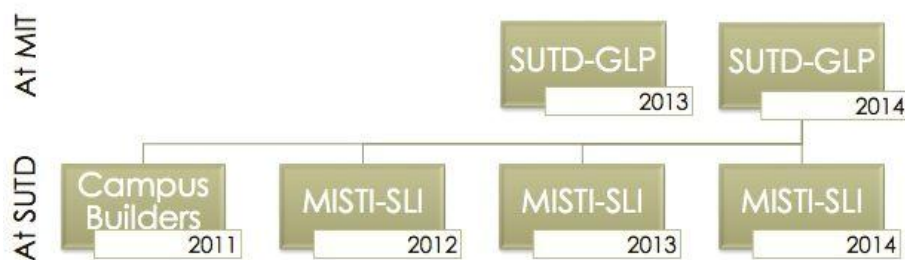 At MIT
SUTD-GLP
2013
SUTD-GLP
2014
At SUTD
Campus
Builders
2011
MISTI-SLI
2012
MISTI-SLI
2013
MISTI-SLI
2014